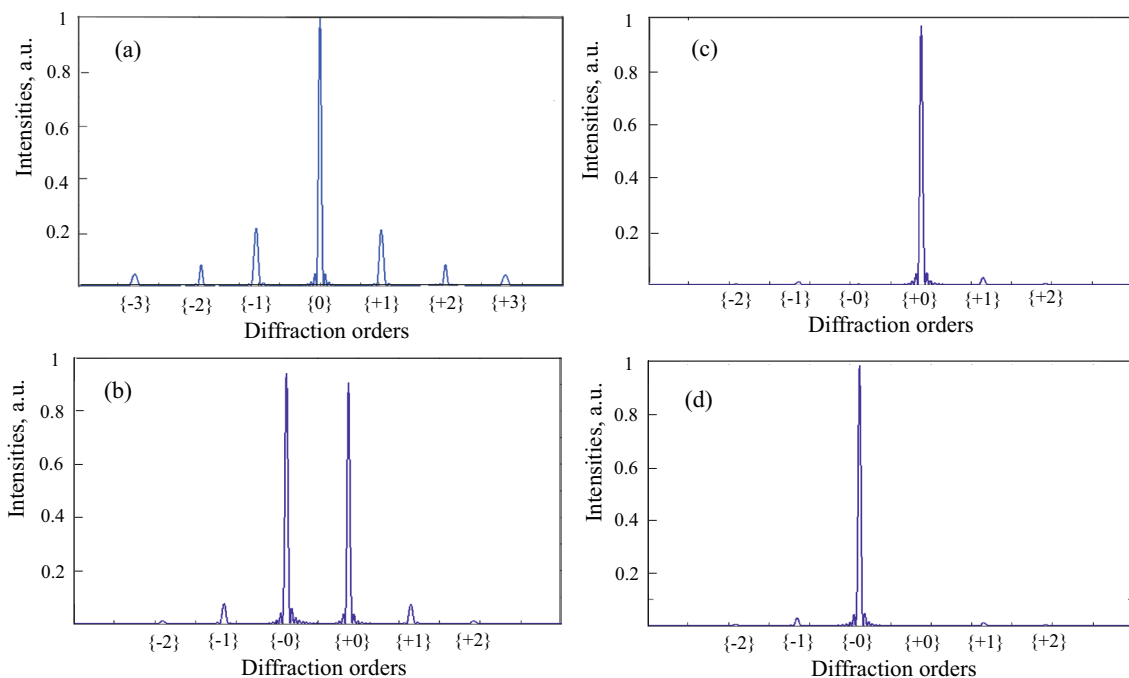 (a)
Intensities, a.u.
1
0.8
0.6
0.4
0.2
{-3} {-2} {-1} {0} {+1} {+2} {+3}
Diffraction orders
(c)
Intensities, a.u.
1
0.8
0.6
0.4
0.2
{-2} {-1} {-0} {+0} {+1} {+2}
Diffraction orders
(b)
Intensities, a.u.
1
0.8
0.6
0.4
0.2
{-2} {-1} {-0} {+0} {+1} {+2}
Diffraction orders
(d)
Intensities, a.u.
1
0.8
0.6
0.4
0.2
{-2} {-1} {-0} {+0} {+1} {+2}
Diffraction orders